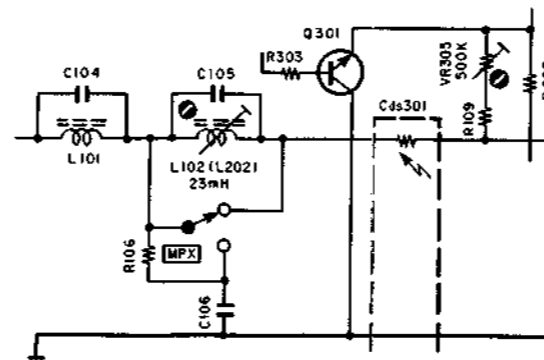 Q301
R303
C104
C105
VR305
500K
Cds301
R109
L101
L102(L202)
23mH
R106
MPX
C106